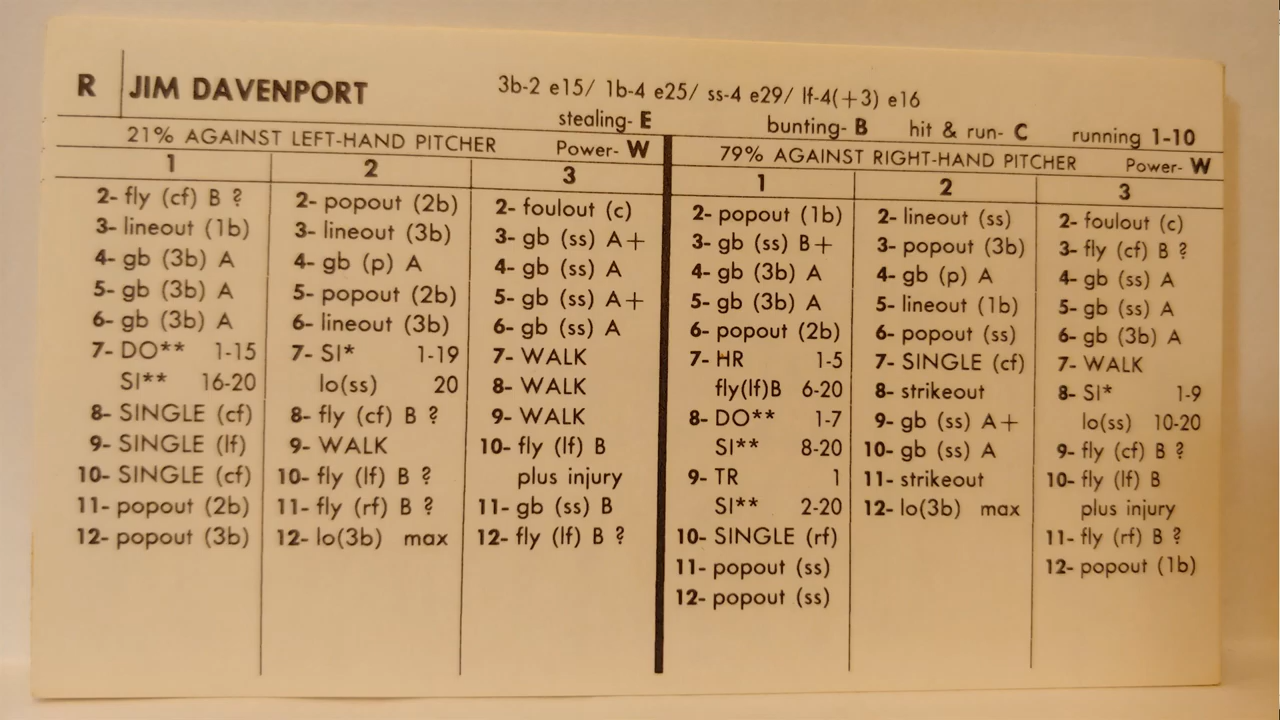 R JIM DAVENPORT 3b-2 e15/ 1b-4 e25/ ss-4 e29/ lf-4(+3) e16
stealing- E bunting- B hit & run- C running 1-10
21% AGAINST LEFT-HAND PITCHER Power- W
1 2 3
2- fly (cf) B ? 2- popout (2b) 2- foulout (c)
3- lineout (1b) 3- lineout (3b) 3- gb (ss) A+
4- gb (3b) A 4- gb (p) A 4- gb (ss) A
5- gb (3b) A 5- popout (2b) 5- gb (ss) A+
6- gb (3b) A 6- lineout (3b) 6- gb (ss) A
7- DO** 1-15 7- SI* 1-19 7- WALK
SI** 16-20 lo(ss) 20 8- WALK
8- SINGLE (cf) 8- fly (cf) B ? 9- WALK
9- SINGLE (lf) 9- WALK 10- fly (lf) B
10- SINGLE (cf) 10- fly (lf) B ? plus injury
11- popout (2b) 11- fly (rf) B ? 11- gb (ss) B
12- popout (3b) 12- lo(3b) max 12- fly (lf) B ?
79% AGAINST RIGHT-HAND PITCHER Power- W
1 2 3
2- popout (1b) 2- lineout (ss) 2- foulout (c)
3- gb (ss) B+ 3- popout (3b) 3- fly (cf) B ?
4- gb (3b) A 4- gb (p) A 4- gb (ss) A
5- gb (3b) A 5- lineout (1b) 5- gb (ss) A
6- popout (2b) 6- popout (ss) 6- gb (3b) A
7- HR 1-5 7- SINGLE (cf) 7- WALK
fly(lf)B 6-20 8- strikeout 8- SI* 1-9
8- DO** 1-7 9- gb (ss) A+ lo(ss) 10-20
SI** 8-20 10- gb (ss) A 9- fly (cf) B ?
9- TR 1 11- strikeout 10- fly (lf) B
SI** 2-20 12- lo(3b) max plus injury
10- SINGLE (rf) 11- fly (rf) B ?
11- popout (ss) 12- popout (1b)
12- popout (ss)